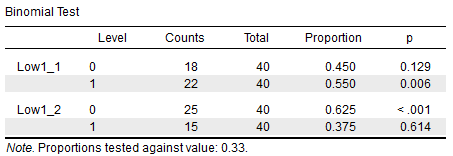 Binomial Test
Level Counts Total Proportion p
Low1_1 0 18 40 0.450 0.129
1 22 40 0.550 0.006
Low1_2 0 25 40 0.625 < .001
1 15 40 0.375 0.614
Note. Proportions tested against value: 0.33.